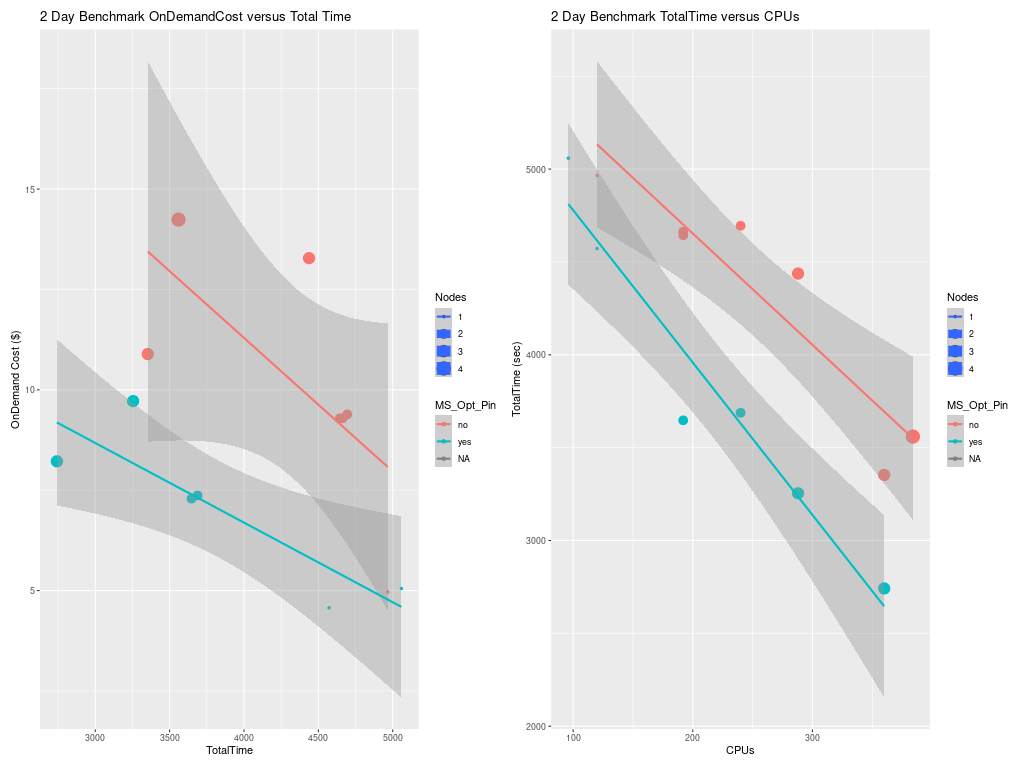 2 Day Benchmark OnDemandCost versus Total Time
OnDemand Cost ($)
15
10
5
3000
3500
4000
4500
5000
TotalTime
Nodes
1
2
3
4
MS_Opt_Pin
no
yes
NA
2 Day Benchmark TotalTime versus CPUs
TotalTime (sec)
5000
4000
3000
2000
100
200
300
CPUs
Nodes
1
2
3
4
MS_Opt_Pin
no
yes
NA